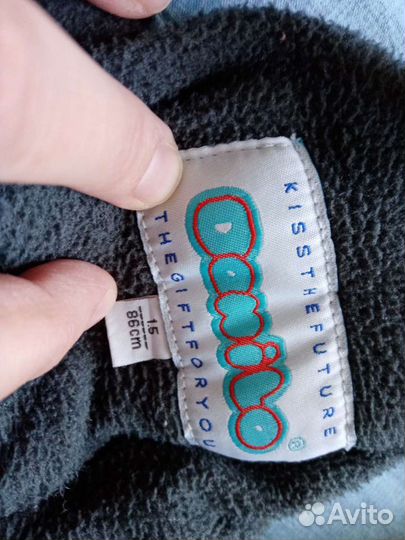 KISSTHEFUTURE
Danilo®
THEGIFTFORYOU
1.5
86cm
Avito